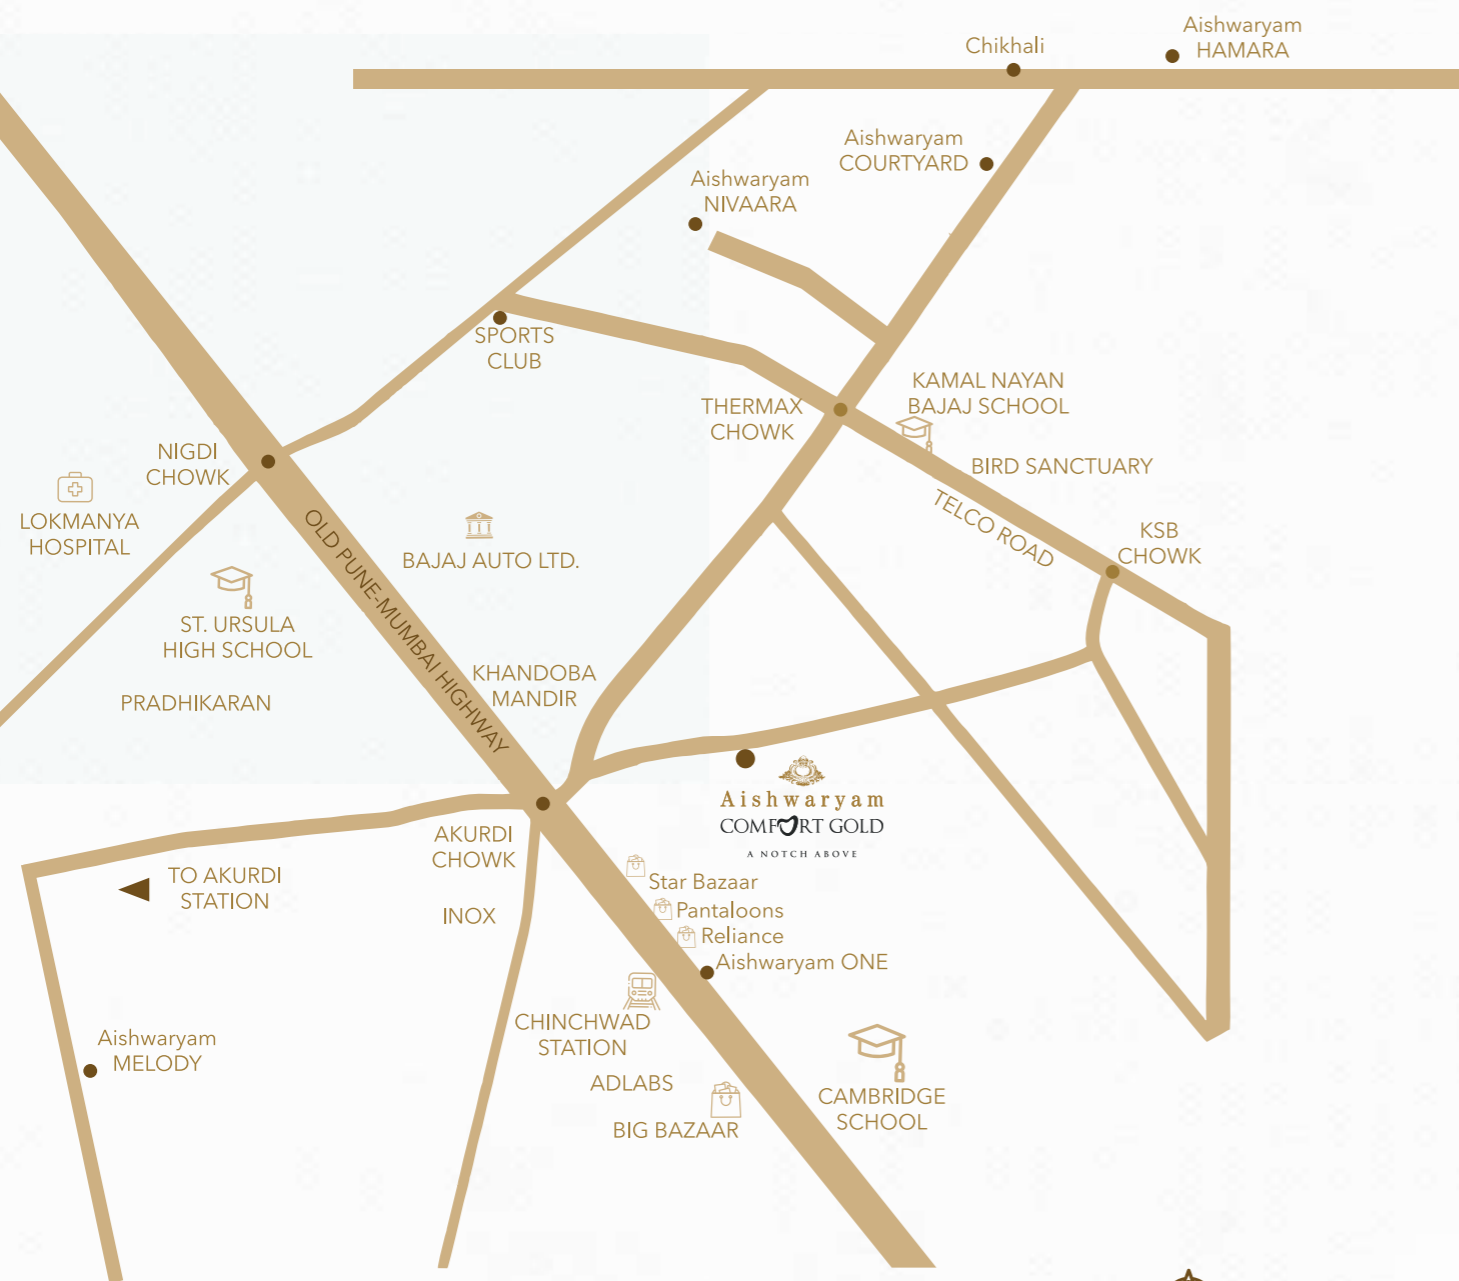 Aishwaryam
HAMARA
Chikhali
Aishwaryam
COURTYARD
Aishwaryam
NIVAARA
SPORTS
CLUB
KAMAL NAYAN
BAJAJ SCHOOL
THERMAX
CHOWK
NIGDI
CHOWK
BIRD SANCTUARY
TELCO ROAD
KSB
CHOWK
LOKMANYA
HOSPITAL
OLD PUNE-MUMBAI HIGHWAY
BAJAJ AUTO LTD.
ST. URSULA
HIGH SCHOOL
KHANDOBA
MANDIR
PRADHIKARAN
Aishwaryam
COMFORT GOLD
A NOTCH ABOVE
AKURDI
CHOWK
TO AKURDI
STATION
Star Bazaar
Pantaloons
Reliance
Aishwaryam ONE
INOX
CHINCHWAD
STATION
Aishwaryam
MELODY
ADLABS
BIG BAZAAR
CAMBRIDGE
SCHOOL